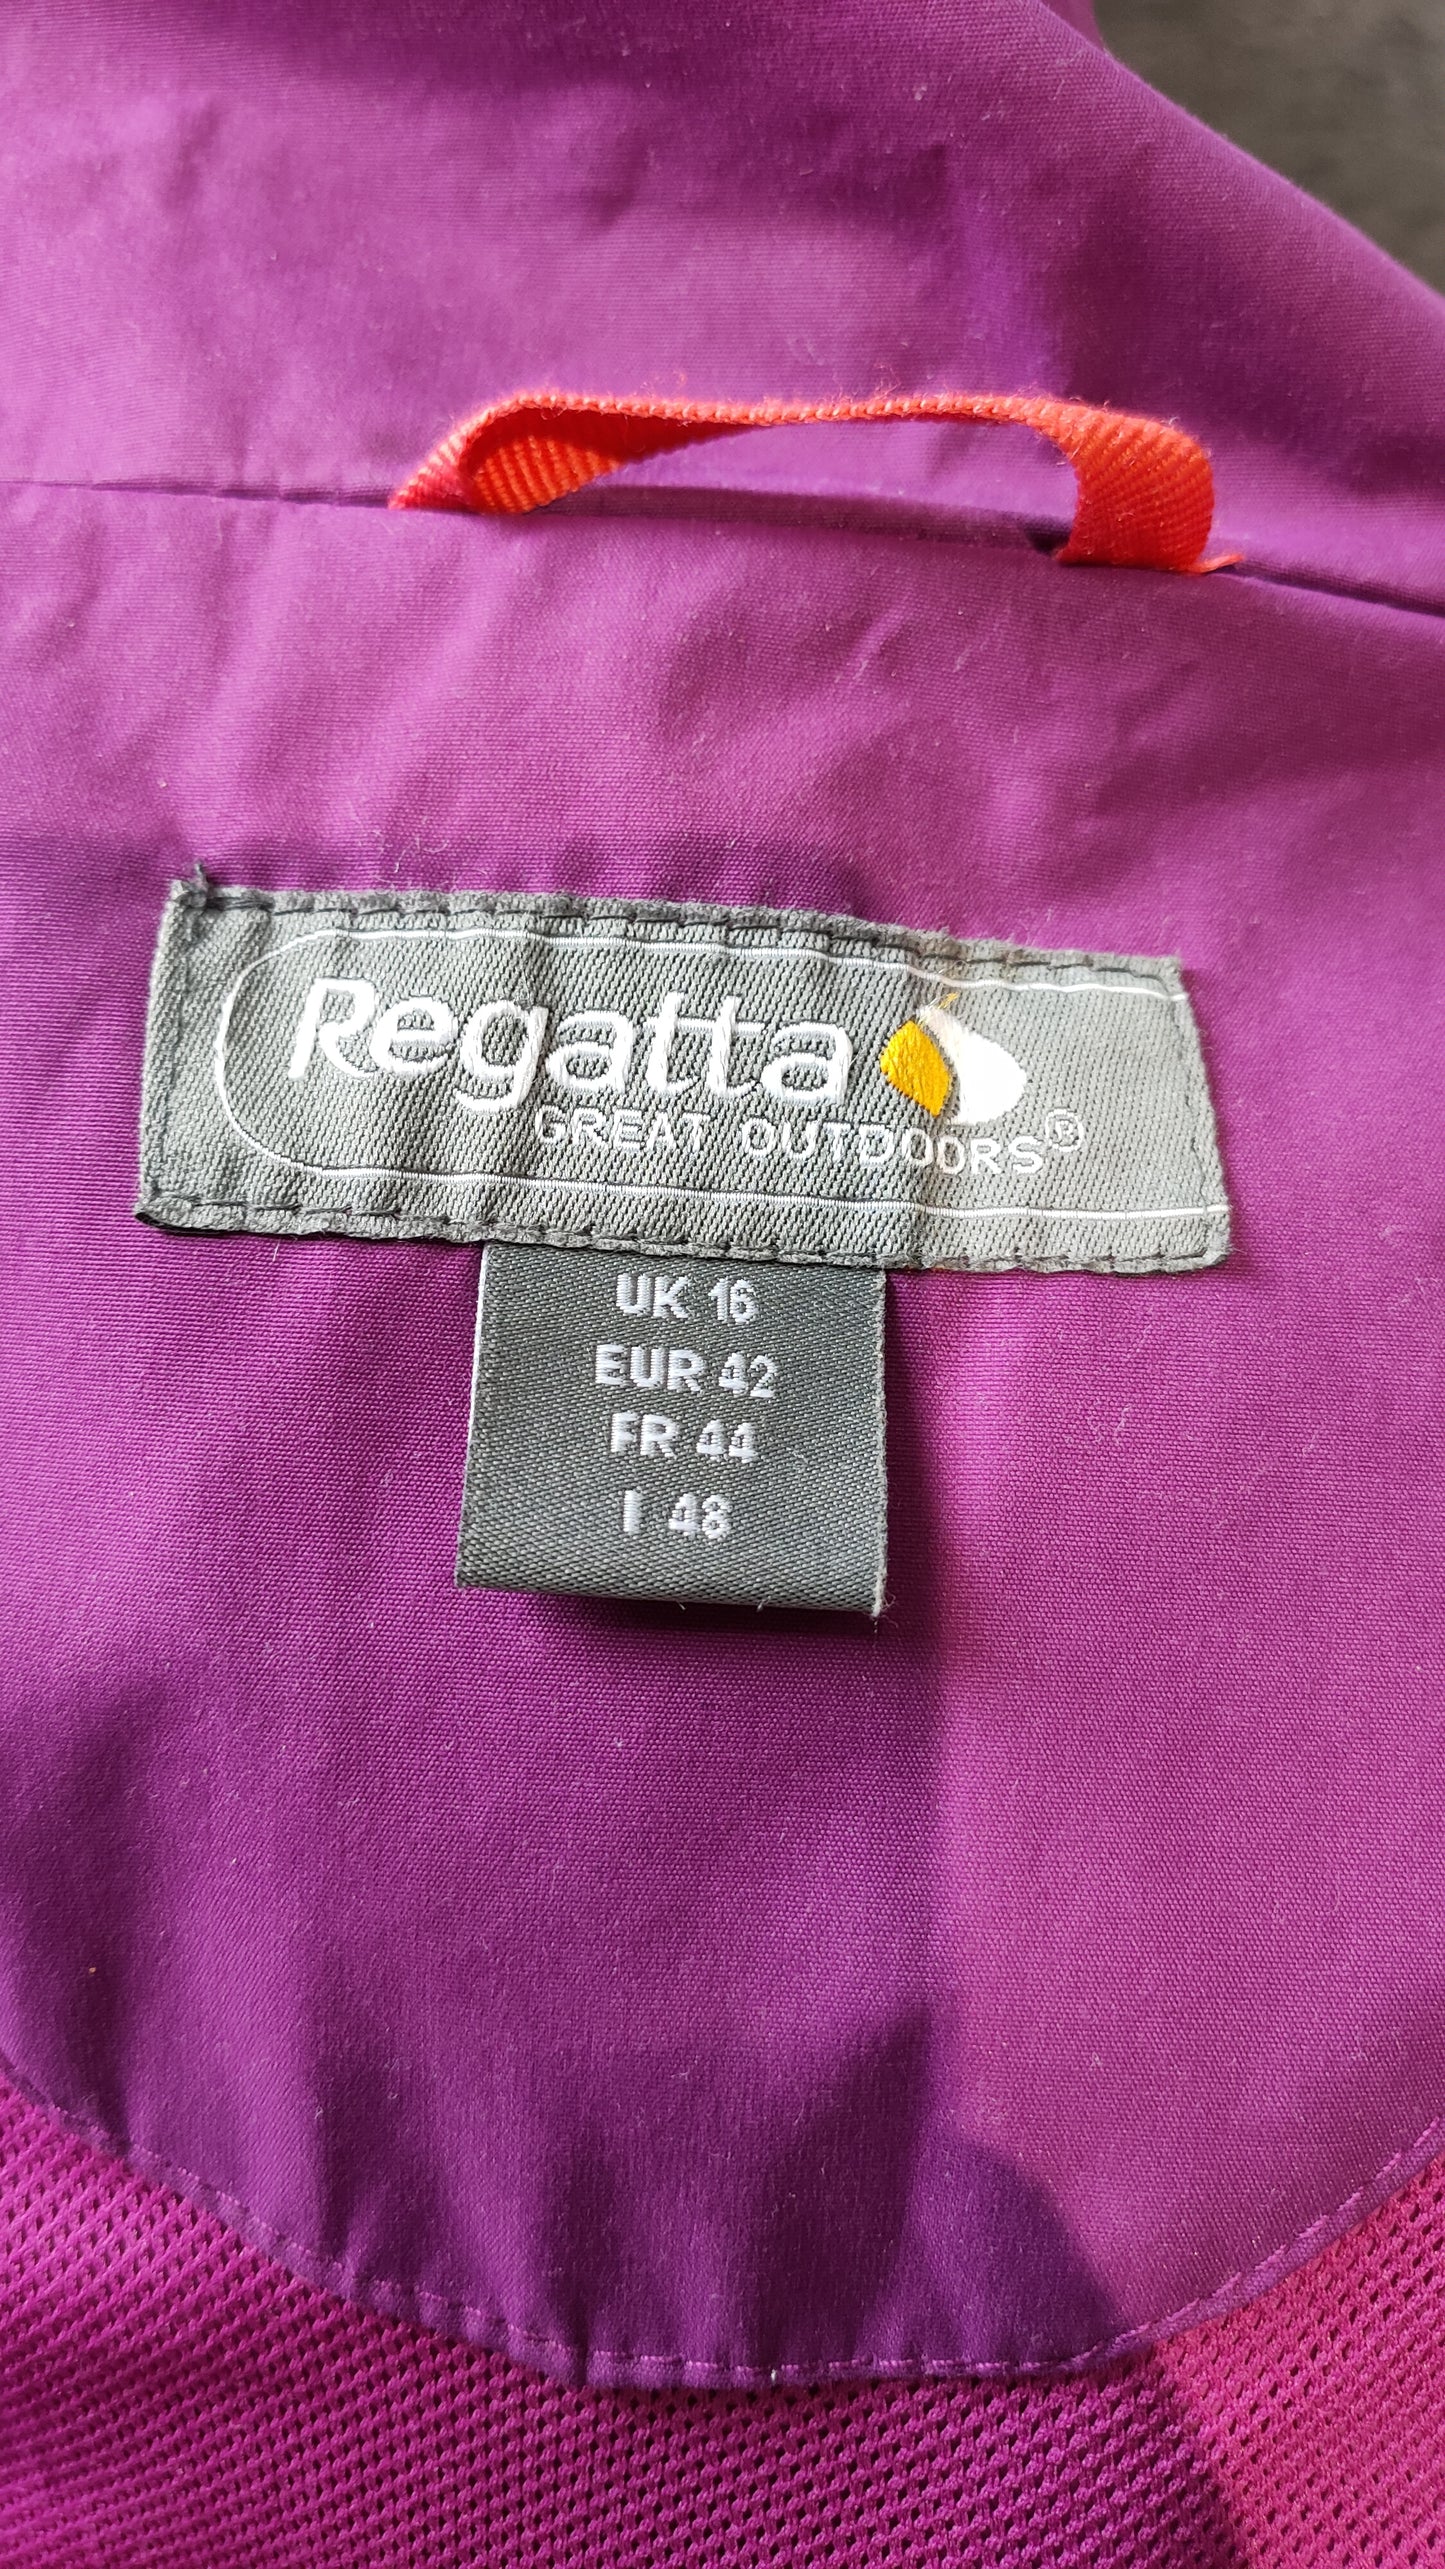 Regatta
GREAT OUTDOORS®
UK 16
EUR 42
FR 44
I 48